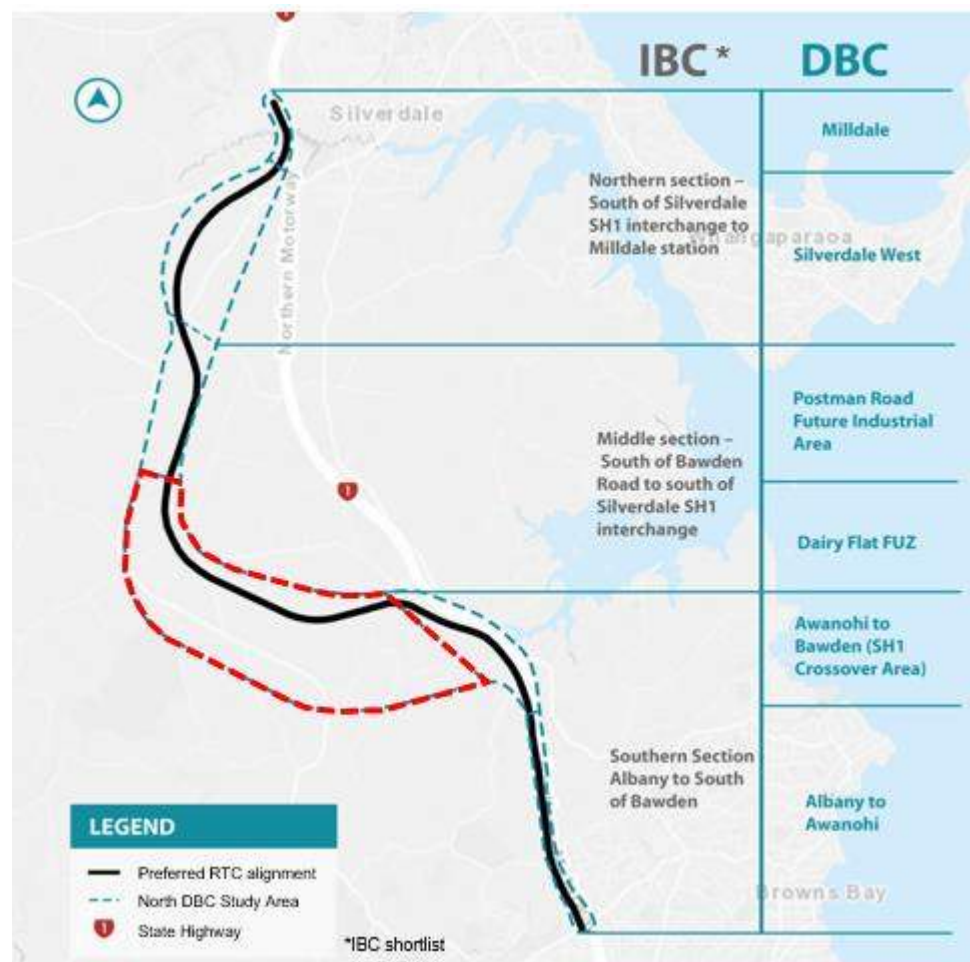 IBC *
DBC
Silverdale
Milldale
Northern section –
South of Silverdale
SH1 interchange to
Milldale station
Whangaparaoa
Silverdale West
Northern Motorway
Postman Road
Future Industrial
Area
Middle section –
South of Bawden
Road to south of
Silverdale SH1
interchange
1
Dairy Flat FUZ
Awanohi to
Bawden (SH1
Crossover Area)
Southern Section
Albany to South
of Bawden
Albany to
Awanohi
Browns Bay
LEGEND
Preferred RTC alignment
North DBC Study Area
1 State Highway
*IBC shortlist